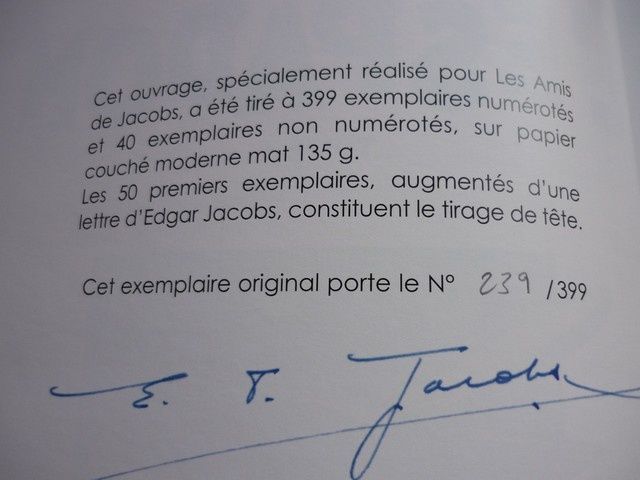 Cet ouvrage, spécialement réalisé pour Les Amis
de Jacobs, a été tiré à 399 exemplaires numérotés
et 40 exemplaires non numérotés, sur papier
couché moderne mat 135 g.
Les 50 premiers exemplaires, augmentés d'une
lettre d'Edgar Jacobs, constituent le tirage de tête.
Cet exemplaire original porte le N° 239 /399
E. P. Jacobs